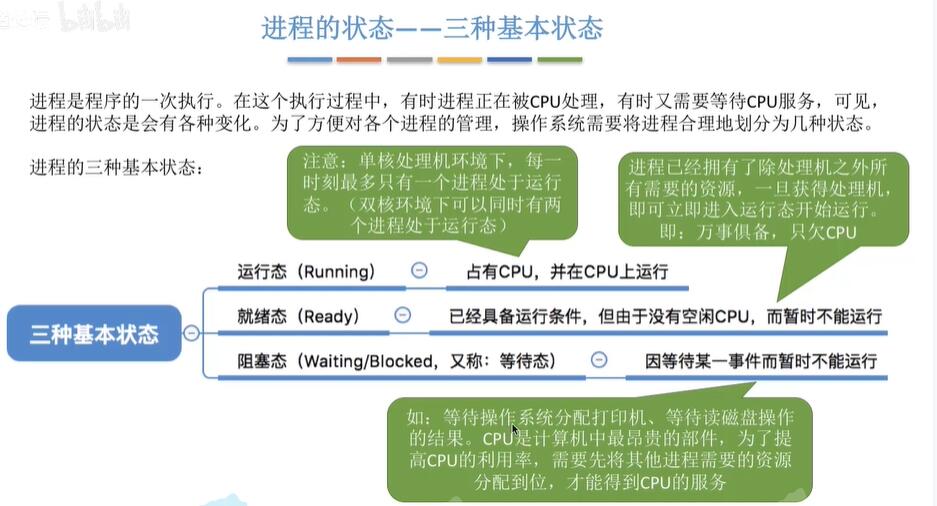 bilibili
进程的状态——三种基本状态
进程是程序的一次执行。在这个执行过程中，有时进程正在被CPU处理，有时又需要等待CPU服务，可见，
进程的状态是会有各种变化。为了方便对各个进程的管理，操作系统需要将进程合理地划分为几种状态。
进程的三种基本状态：
注意：单核处理机环境下，每一
时刻最多只有一个进程处于运行
态。（双核环境下可以同时有两
个进程处于运行态）
进程已经拥有了除处理机之外所
有需要的资源，一旦获得处理机，
即可立即进入运行态开始运行。
即：万事俱备，只欠CPU
三种基本状态
运行态（Running）
占有CPU，并在CPU上运行
就绪态（Ready）
已经具备运行条件，但由于没有空闲CPU，而暂时不能运行
阻塞态（Waiting/Blocked，又称：等待态）
因等待某一事件而暂时不能运行
如：等待操作系统分配打印机、等待读磁盘操作
的结果。CPU是计算机中最昂贵的部件，为了提
高CPU的利用率，需要先将其他进程需要的资源
分配到位，才能得到CPU的服务